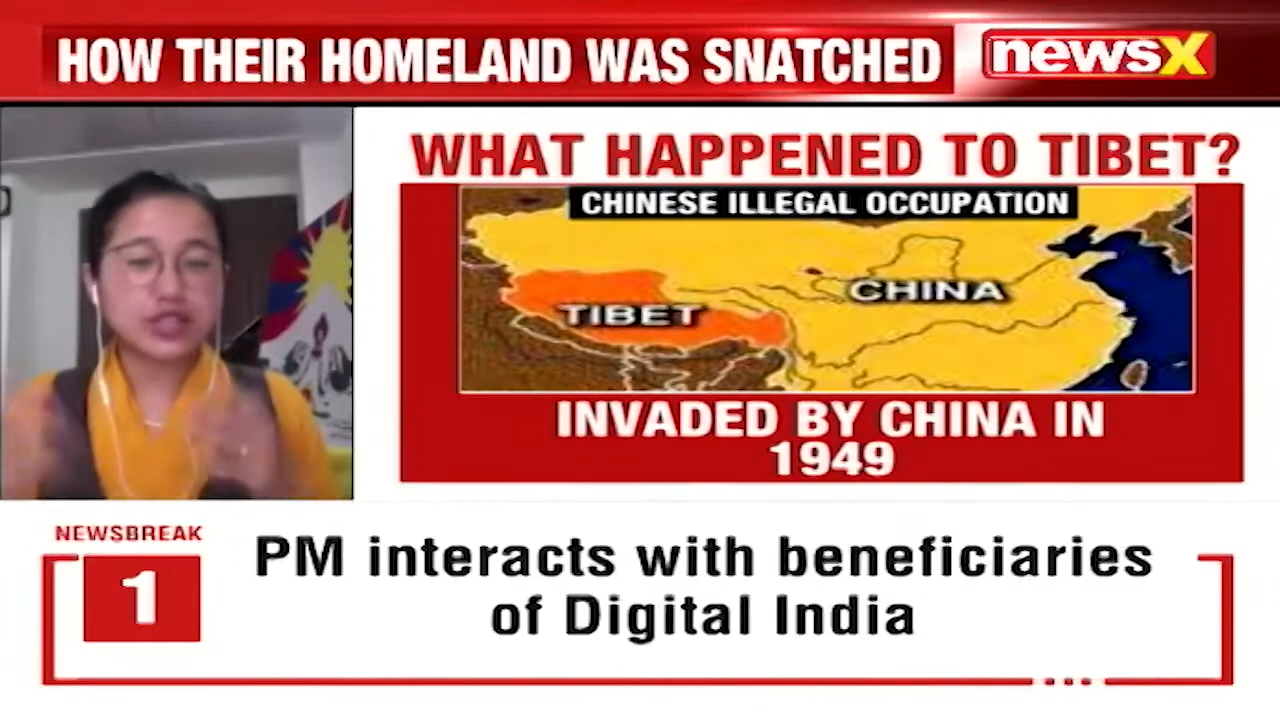 HOW THEIR HOMELAND WAS SNATCHED
newsX
WHAT HAPPENED TO TIBET?
CHINESE ILLEGAL OCCUPATION
CHINA
TIBET
INVADED BY CHINA IN
1949
NEWSBREAK
1
PM interacts with beneficiaries
of Digital India